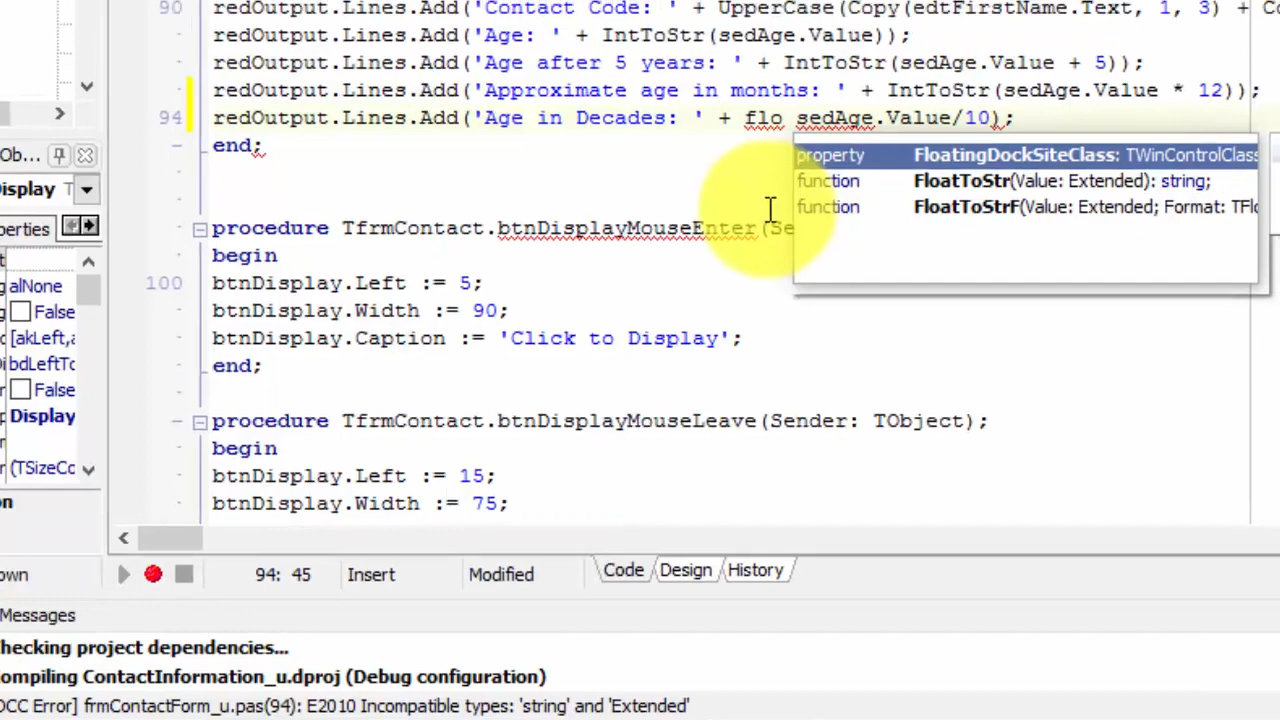 90 redOutput.Lines.Add('Contact Code: ' + UpperCase(Copy(edtFirstName.Text, 1, 3) + Co
redOutput.Lines.Add('Age: ' + IntToStr(sedAge.Value));
redOutput.Lines.Add('Age after 5 years: ' + IntToStr(sedAge.Value + 5));
redOutput.Lines.Add('Approximate age in months: ' + IntToStr(sedAge.Value * 12));
94 redOutput.Lines.Add('Age in Decades: ' + flo sedAge.Value/10);
end;
property FloatingDockSiteClass: TWinControlClass
function FloatToStr(Value: Extended): string;
function FloatToStrF(Value: Extended; Format: TFlo
procedure TfrmContact.btnDisplayMouseEnter(Se
begin
100 btnDisplay.Left := 5;
btnDisplay.Width := 90;
btnDisplay.Caption := 'Click to Display';
end;
procedure TfrmContact.btnDisplayMouseLeave(Sender: TObject);
begin
btnDisplay.Left := 15;
btnDisplay.Width := 75;
Ob...
Display T
perties
alNone
False
[akLeft,a
bdLeftTo
False
Display
(TSizeCo
on
own
94: 45 Insert Modified Code Design History
Messages
hecking project dependencies...
ompiling ContactInformation_u.dproj (Debug configuration)
DCC Error] frmContactForm_u.pas(94): E2010 Incompatible types: 'string' and 'Extended'